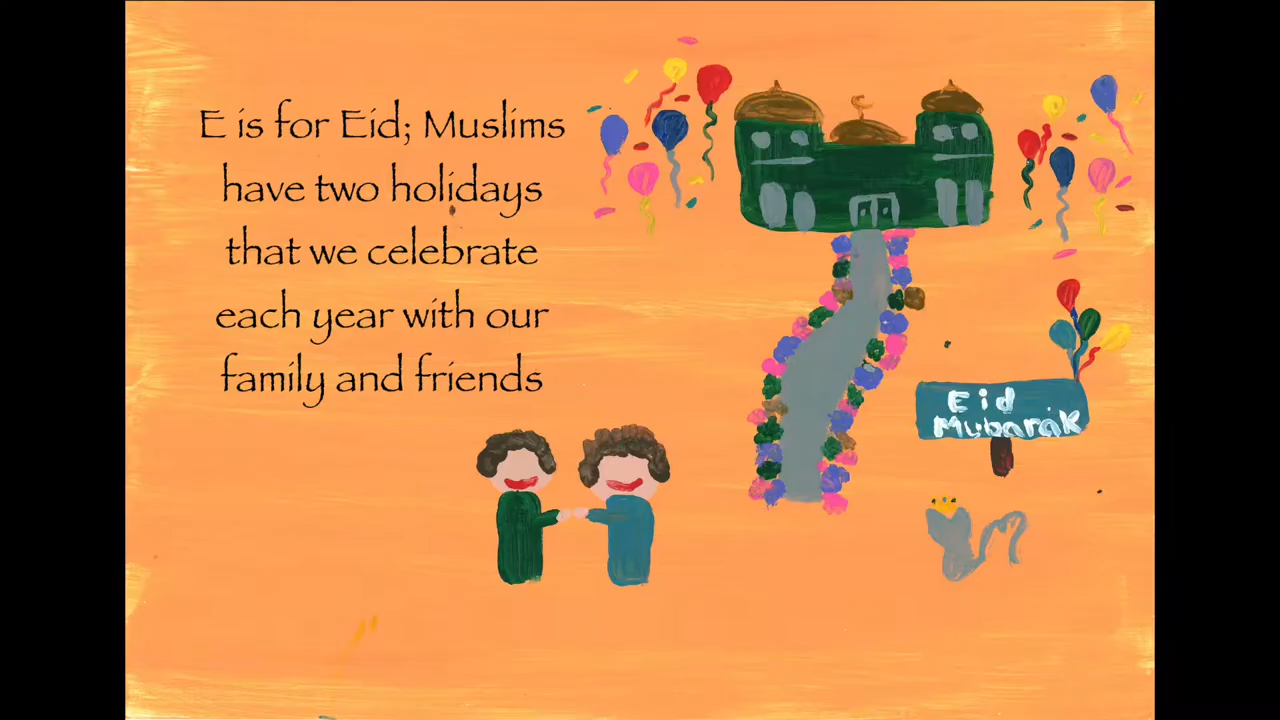 E is for Eid; Muslims
have two holidays
that we celebrate
each year with our
family and friends
Eid
Mubarak